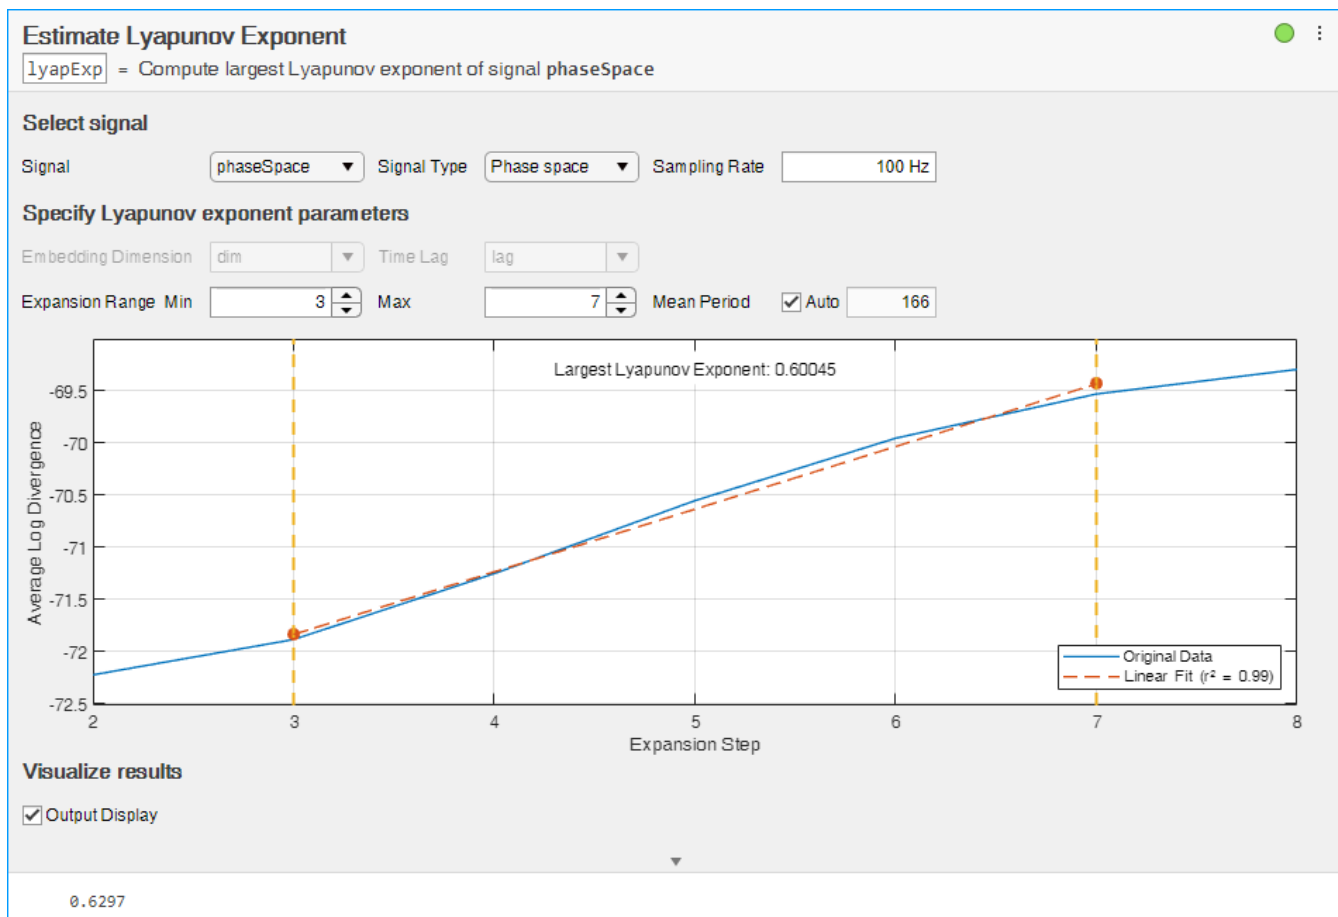 Estimate Lyapunov Exponent
lyapExp = Compute largest Lyapunov exponent of signal phaseSpace
Select signal
Signal phaseSpace Signal Type Phase space Sampling Rate 100 Hz
Specify Lyapunov exponent parameters
Embedding Dimension dim Time Lag lag
Expansion Range Min 3 Max 7 Mean Period Auto 166
Largest Lyapunov Exponent: 0.60045
-69.5
-70
-70.5
-71
-71.5
-72
-72.5
Average Log Divergence
Original Data
Linear Fit (r² = 0.99)
2 3 4 5 6 7 8
Expansion Step
Visualize results
Output Display
0.6297